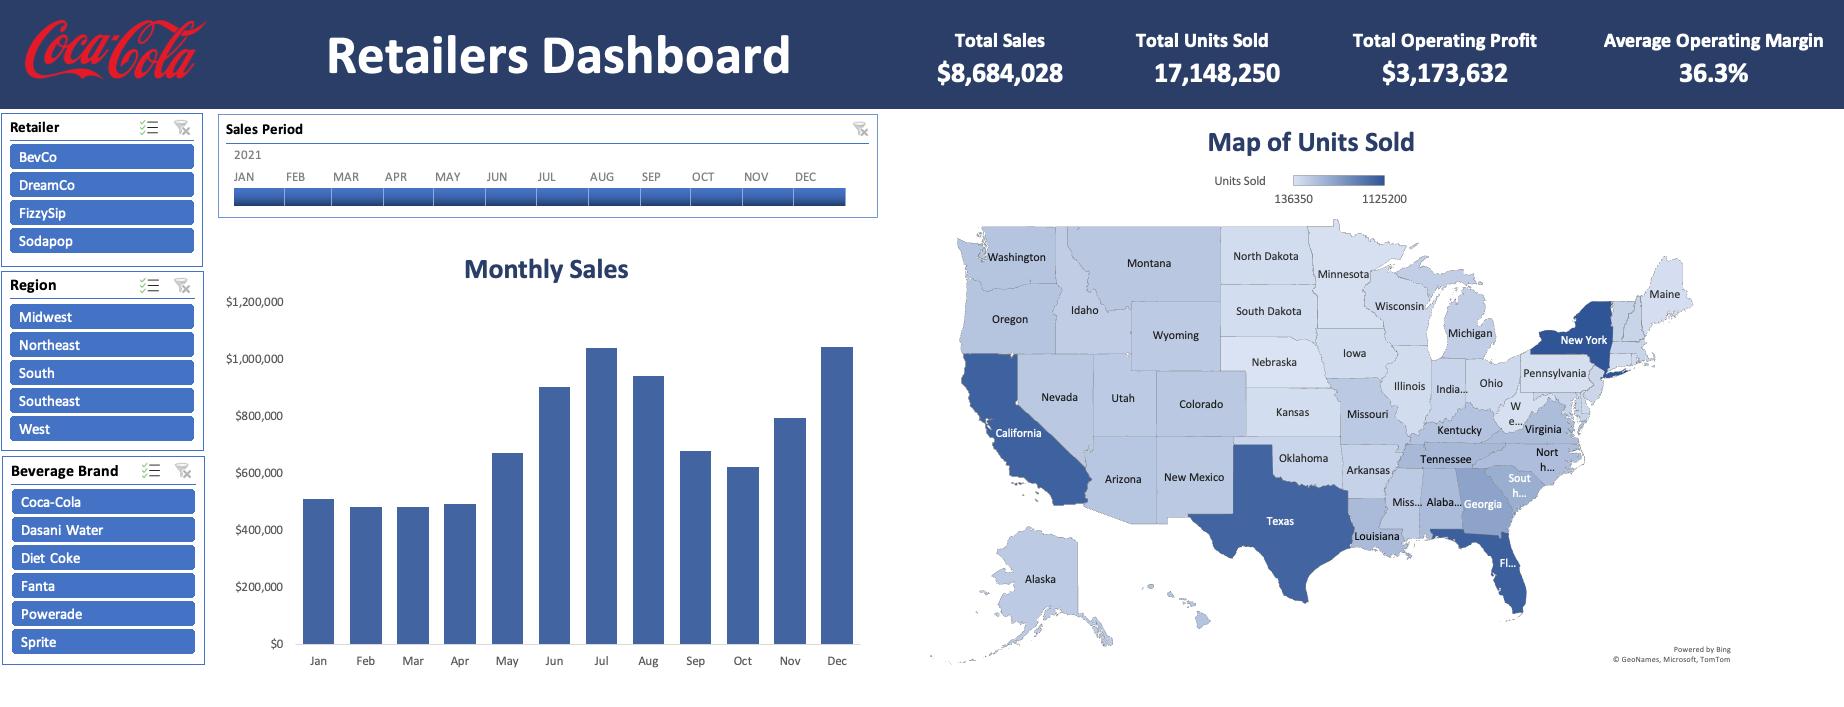 Coca-Cola
Retailers Dashboard
Total Sales
$8,684,028
Total Units Sold
17,148,250
Total Operating Profit
$3,173,632
Average Operating Margin
36.3%
Retailer
BevCo
DreamCo
FizzySip
Sodapop
Region
Midwest
Northeast
South
Southeast
West
Beverage Brand
Coca-Cola
Dasani Water
Diet Coke
Fanta
Powerade
Sprite
Sales Period
2021
JAN FEB MAR APR MAY JUN JUL AUG SEP OCT NOV DEC
Monthly Sales
$1,200,000
$1,000,000
$800,000
$600,000
$400,000
$200,000
$0
Jan Feb Mar Apr May Jun Jul Aug Sep Oct Nov Dec
Map of Units Sold
Units Sold
136350 1125200
Washington
Montana
North Dakota
Minnesota
Maine
Oregon
Idaho
Wyoming
South Dakota
Wisconsin
Michigan
New York
Nebraska
Iowa
Pennsylvania
Nevada
Utah
Colorado
Kansas
Missouri
Illinois
India...
Ohio
W
e...
Virginia
California
Kentucky
Arizona
New Mexico
Oklahoma
Arkansas
Tennessee
Nort
h...
Texas
Louisiana
Miss...
Alaba...
Georgia
Sout
h...
Fl...
Alaska
Powered by Bing
© GeoNames, Microsoft, TomTom